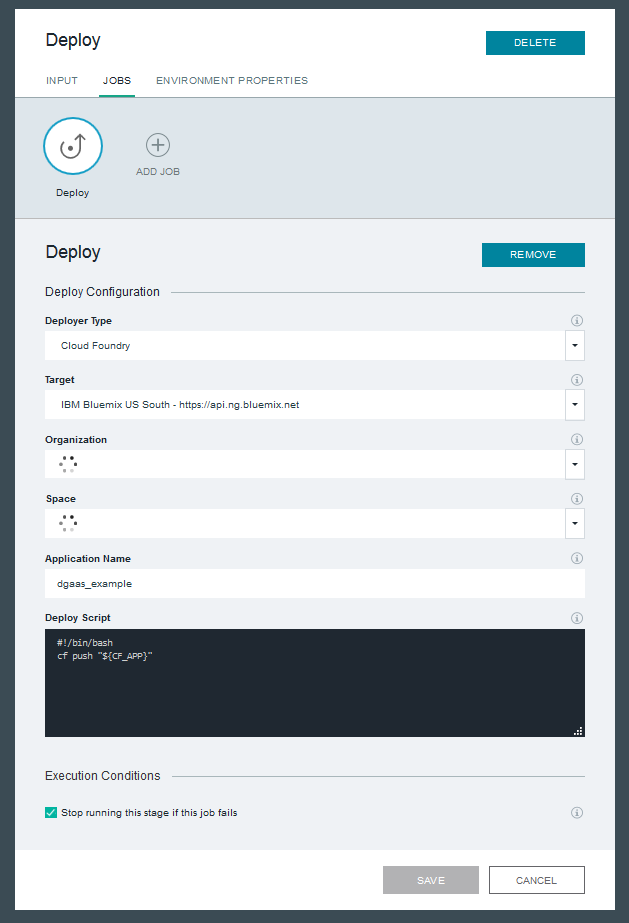 Deploy
DELETE
INPUT JOBS ENVIRONMENT PROPERTIES
Deploy
ADD JOB
Deploy
REMOVE
Deploy Configuration
Deployer Type
Cloud Foundry
Target
IBM Bluemix US South - https://api.ng.bluemix.net
Organization
Space
Application Name
dgaas_example
Deploy Script
#!/bin/bash
cf push "${CF_APP}"
Execution Conditions
Stop running this stage if this job fails
SAVE CANCEL